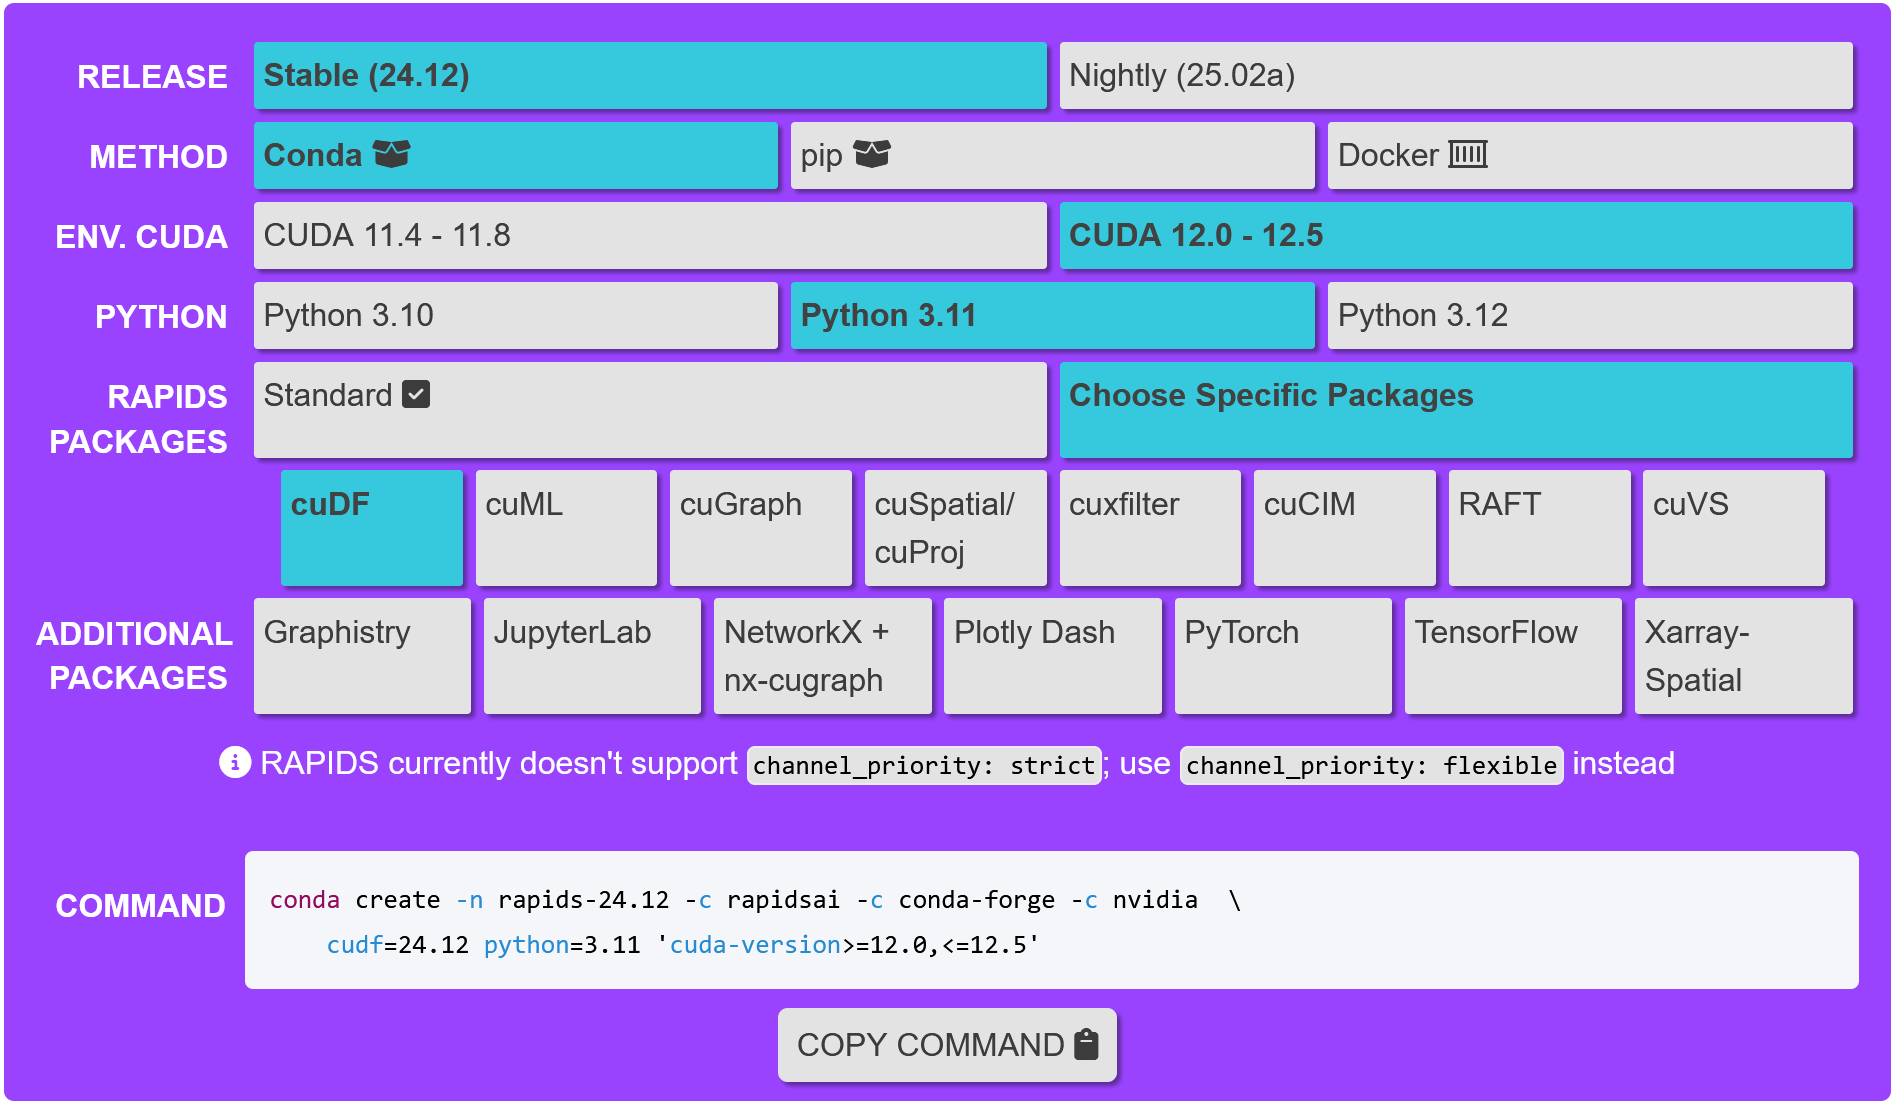 RELEASE Stable (24.12) Nightly (25.02a)
METHOD Conda pip Docker
ENV. CUDA CUDA 11.4 - 11.8 CUDA 12.0 - 12.5
PYTHON Python 3.10 Python 3.11 Python 3.12
RAPIDS PACKAGES Standard Choose Specific Packages
cuDF cuML cuGraph cuSpatial/ cuProj cuxfilter cuCIM RAFT cuVS
ADDITIONAL PACKAGES Graphistry JupyterLab NetworkX + nx-cugraph Plotly Dash PyTorch TensorFlow Xarray- Spatial
RAPIDS currently doesn't support channel_priority: strict; use channel_priority: flexible instead
COMMAND
conda create -n rapids-24.12 -c rapidsai -c conda-forge -c nvidia  \
cudf=24.12 python=3.11 'cuda-version>=12.0,<=12.5'
COPY COMMAND